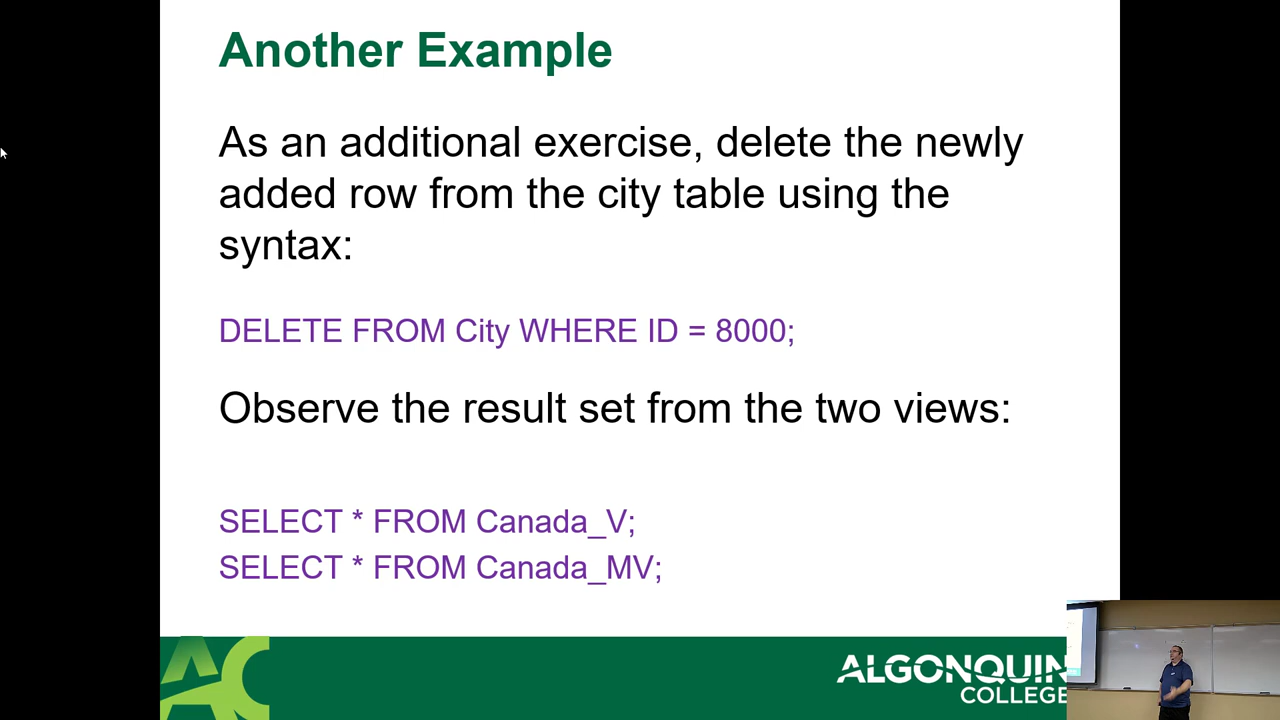 Another Example
As an additional exercise, delete the newly
added row from the city table using the
syntax:
DELETE FROM City WHERE ID = 8000;
Observe the result set from the two views:
SELECT * FROM Canada_V;
SELECT * FROM Canada_MV;
AC
ALGONQUIN
COLLEGE